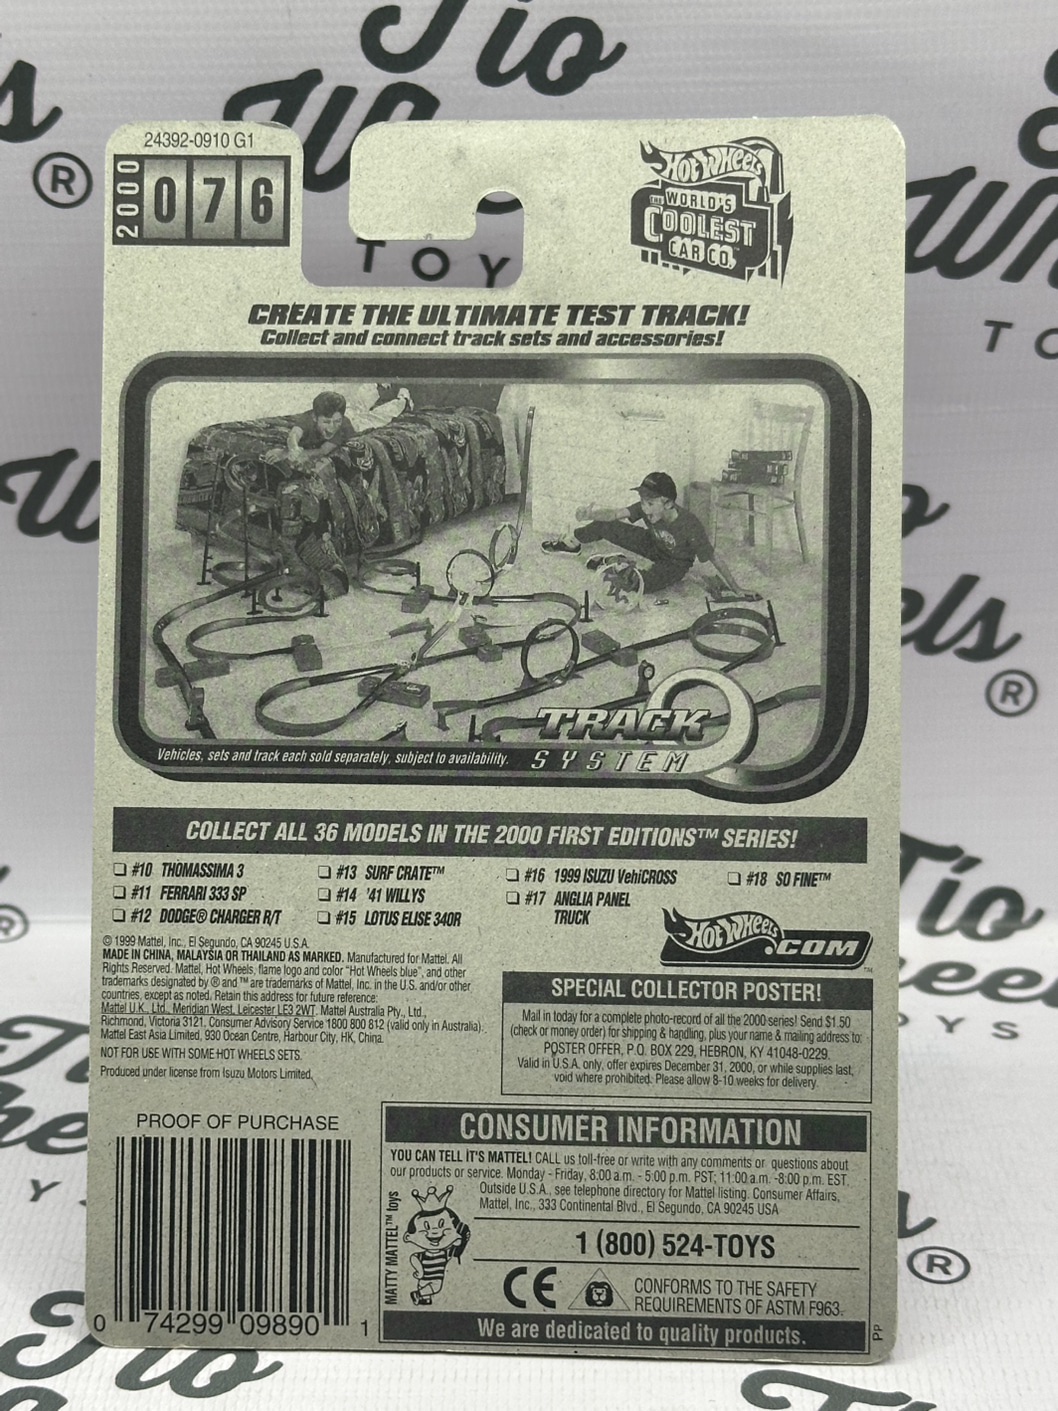 Tio
Wheels
®
TOYS
24392-0910 G1
2000
076
HOT WHEELS
THE WORLD'S
COOLEST
CAR CO.™
CREATE THE ULTIMATE TEST TRACK!
Collect and connect track sets and accessories!
TRACK
SYSTEM
Vehicles, sets and track each sold separately, subject to availability.
COLLECT ALL 36 MODELS IN THE 2000 FIRST EDITIONS™ SERIES!
#10 THOMASSIMA 3
#11 FERRARI 333 SP
#12 DODGE® CHARGER R/T
#13 SURF CRATE™
#14 '41 WILLYS
#15 LOTUS ELISE 340R
#16 1999 ISUZU VehiCROSS
#17 ANGLIA PANEL
TRUCK
#18 SO FINE™
HOT WHEELS
.COM™
© 1999 Mattel, Inc., El Segundo, CA 90245 U.S.A.
MADE IN CHINA, MALAYSIA OR THAILAND AS MARKED. Manufactured for Mattel. All
Rights Reserved. Mattel, Hot Wheels, flame logo and color "Hot Wheels blue", and other
trademarks designated by ® and ™ are trademarks of Mattel, Inc. in the U.S. and/or other
countries, except as noted. Retain this address for future reference:
Mattel U.K., Ltd., Meridian West, Leicester LE3 2WT. Mattel Australia Pty., Ltd.,
Richmond, Victoria 3121. Consumer Advisory Service 1800 800 812 (valid only in Australia).
Mattel East Asia Limited, 930 Ocean Centre, Harbour City, HK, China.
NOT FOR USE WITH SOME HOT WHEELS SETS.
Produced under license from Isuzu Motors Limited.
SPECIAL COLLECTOR POSTER!
Mail in today for a complete photo-record of all the 2000 series! Send $1.50
(check or money order) for shipping & handling, plus your name & mailing address to:
POSTER OFFER, P.O. BOX 229, HEBRON, KY 41048-0229.
Valid in U.S.A. only, offer expires December 31, 2000, or while supplies last,
void where prohibited. Please allow 8-10 weeks for delivery.
PROOF OF PURCHASE
0 74299 09890 1
CONSUMER INFORMATION
YOU CAN TELL IT'S MATTEL! CALL us toll-free or write with any comments or questions about
our products or service. Monday - Friday, 8:00 a.m. - 5:00 p.m. PST; 11:00 a.m. -8:00 p.m. EST.
Outside U.S.A., see telephone directory for Mattel listing. Consumer Affairs,
Mattel, Inc., 333 Continental Blvd., El Segundo, CA 90245 USA
MATTY MATTEL™ toys
1 (800) 524-TOYS
CE
CONFORMS TO THE SAFETY
REQUIREMENTS OF ASTM F963.
We are dedicated to quality products.
PP